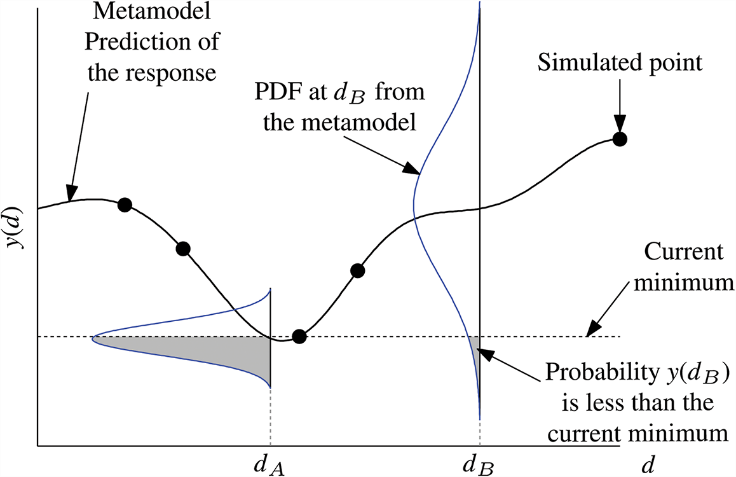 Metamodel
Prediction of
the response
PDF at d_B from
the metamodel
Simulated point
y(d)
Current
minimum
Probability y(d_B)
is less than the
current minimum
d_A
d_B
d